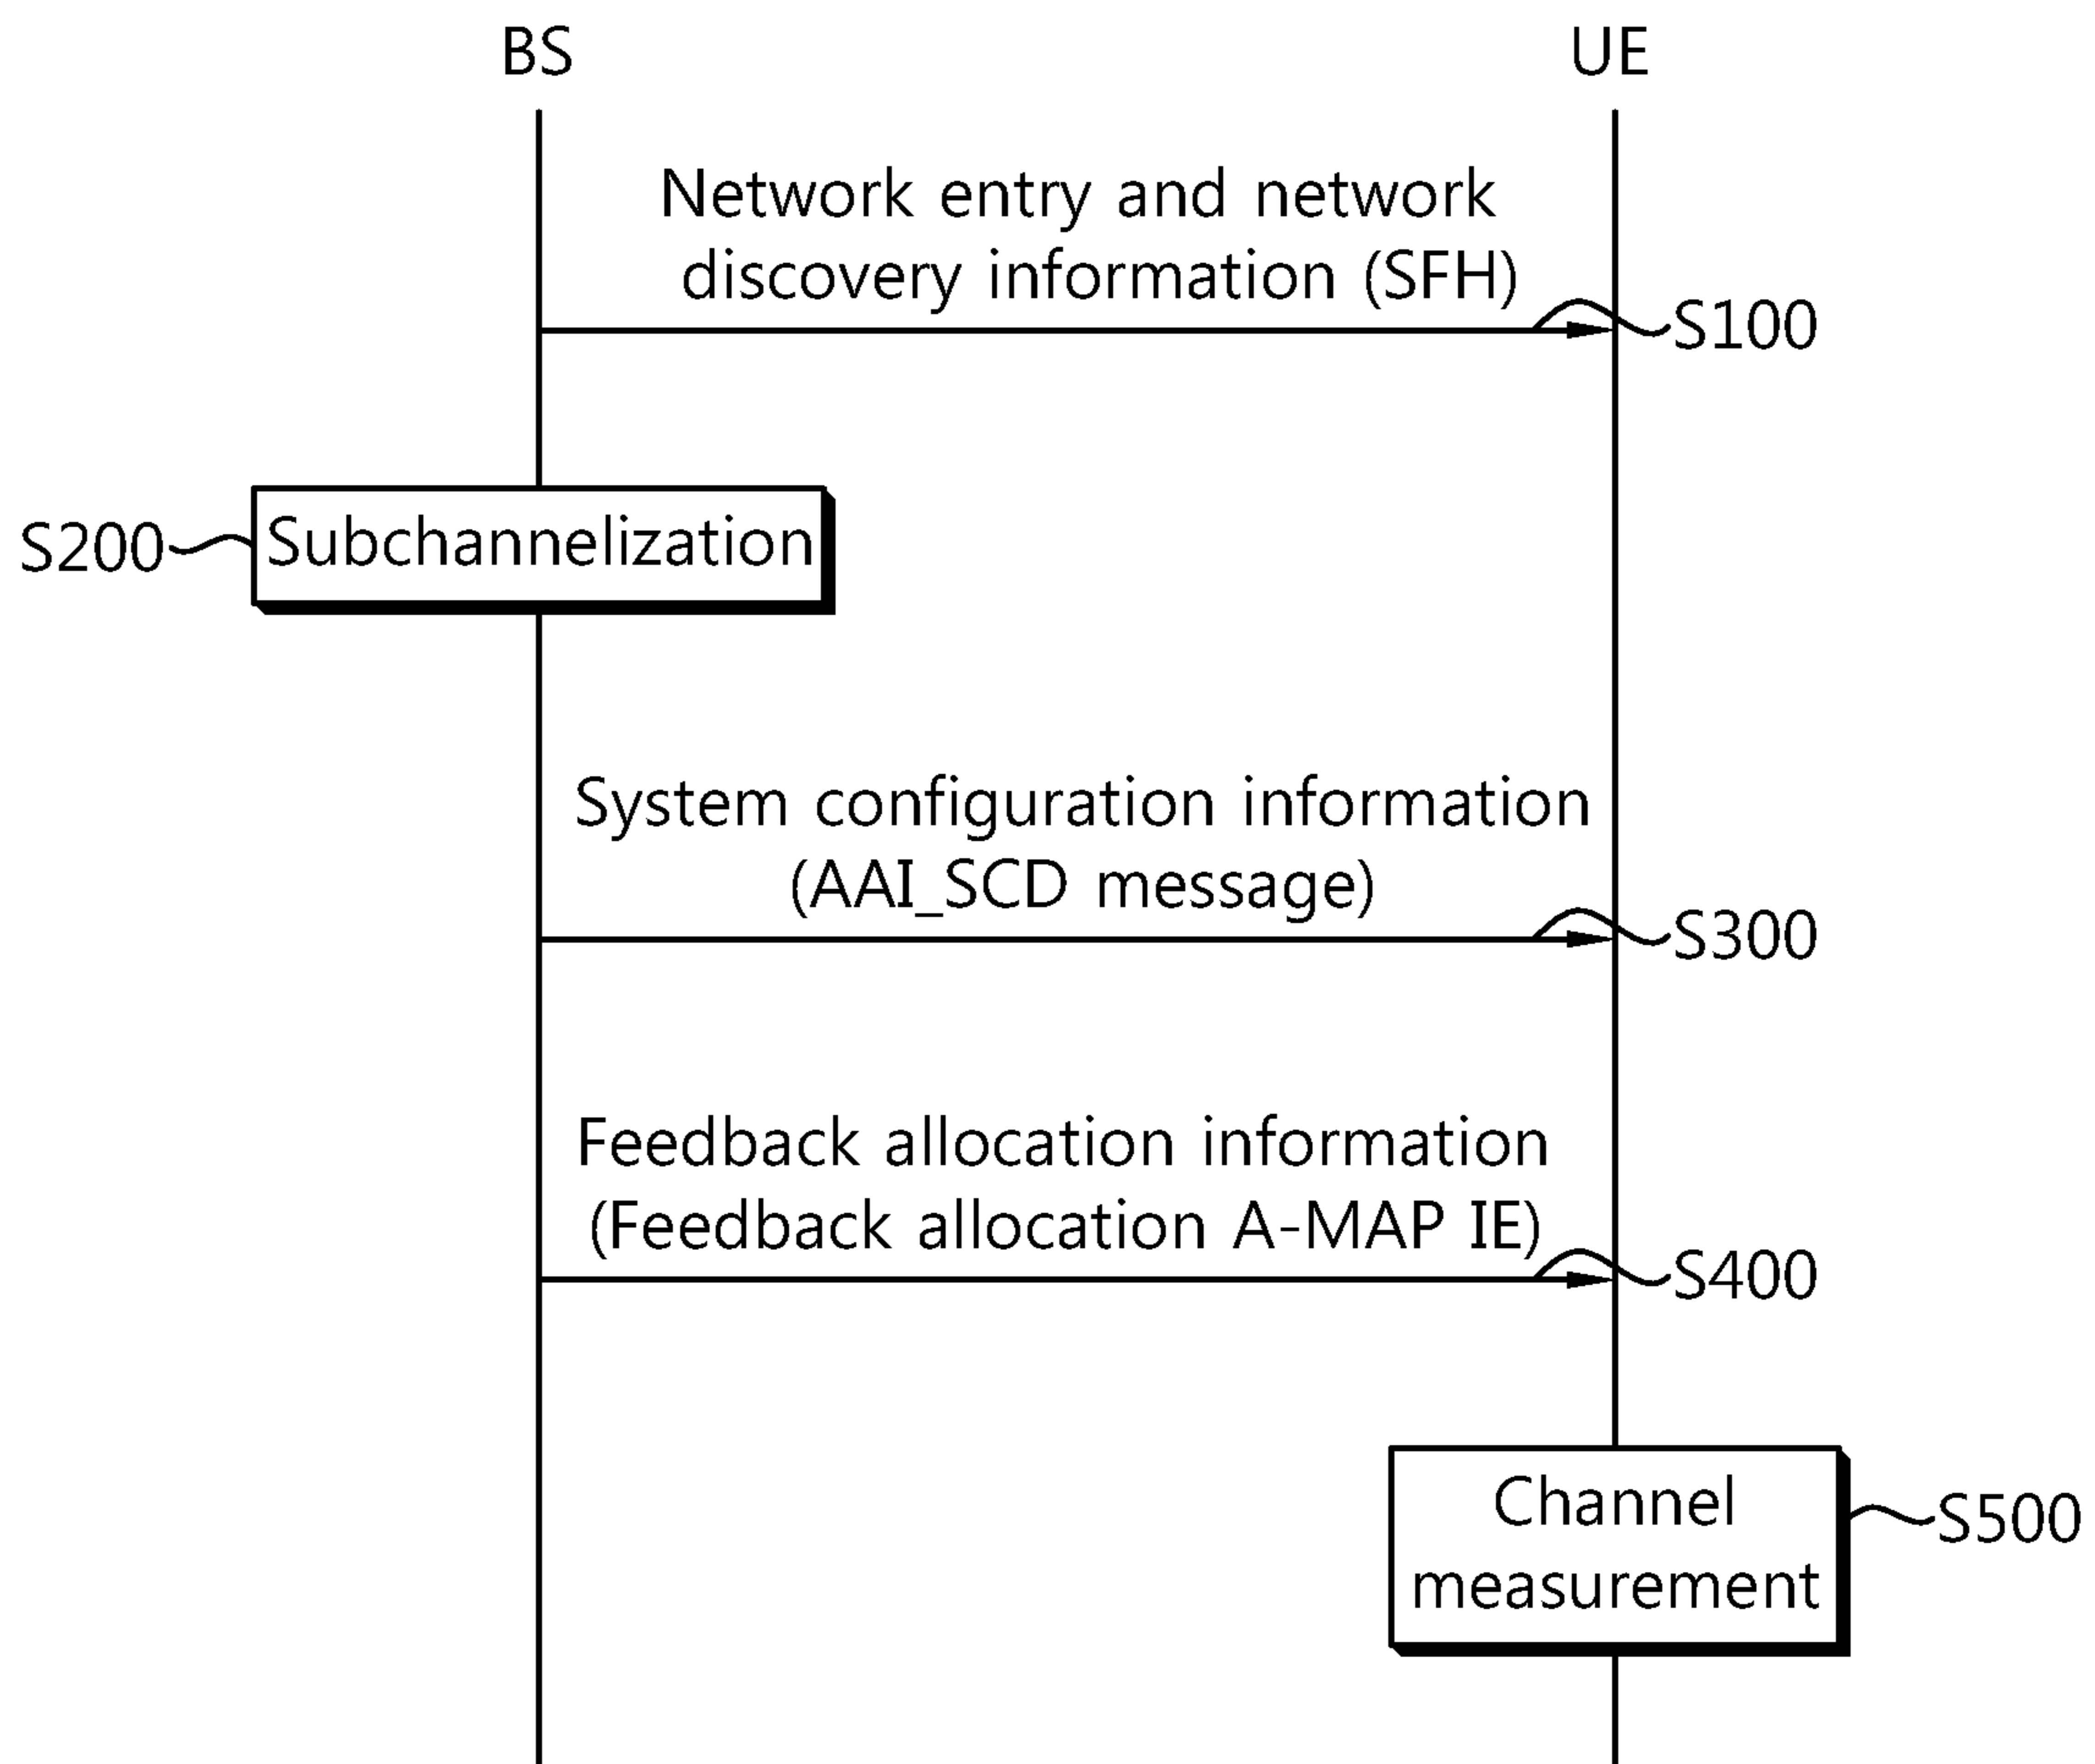 BS
UE
Network entry and network
discovery information (SFH)
S100
S200
Subchannelization
System configuration information
(AAI_SCD message)
S300
Feedback allocation information
(Feedback allocation A-MAP IE)
S400
Channel
measurement
S500